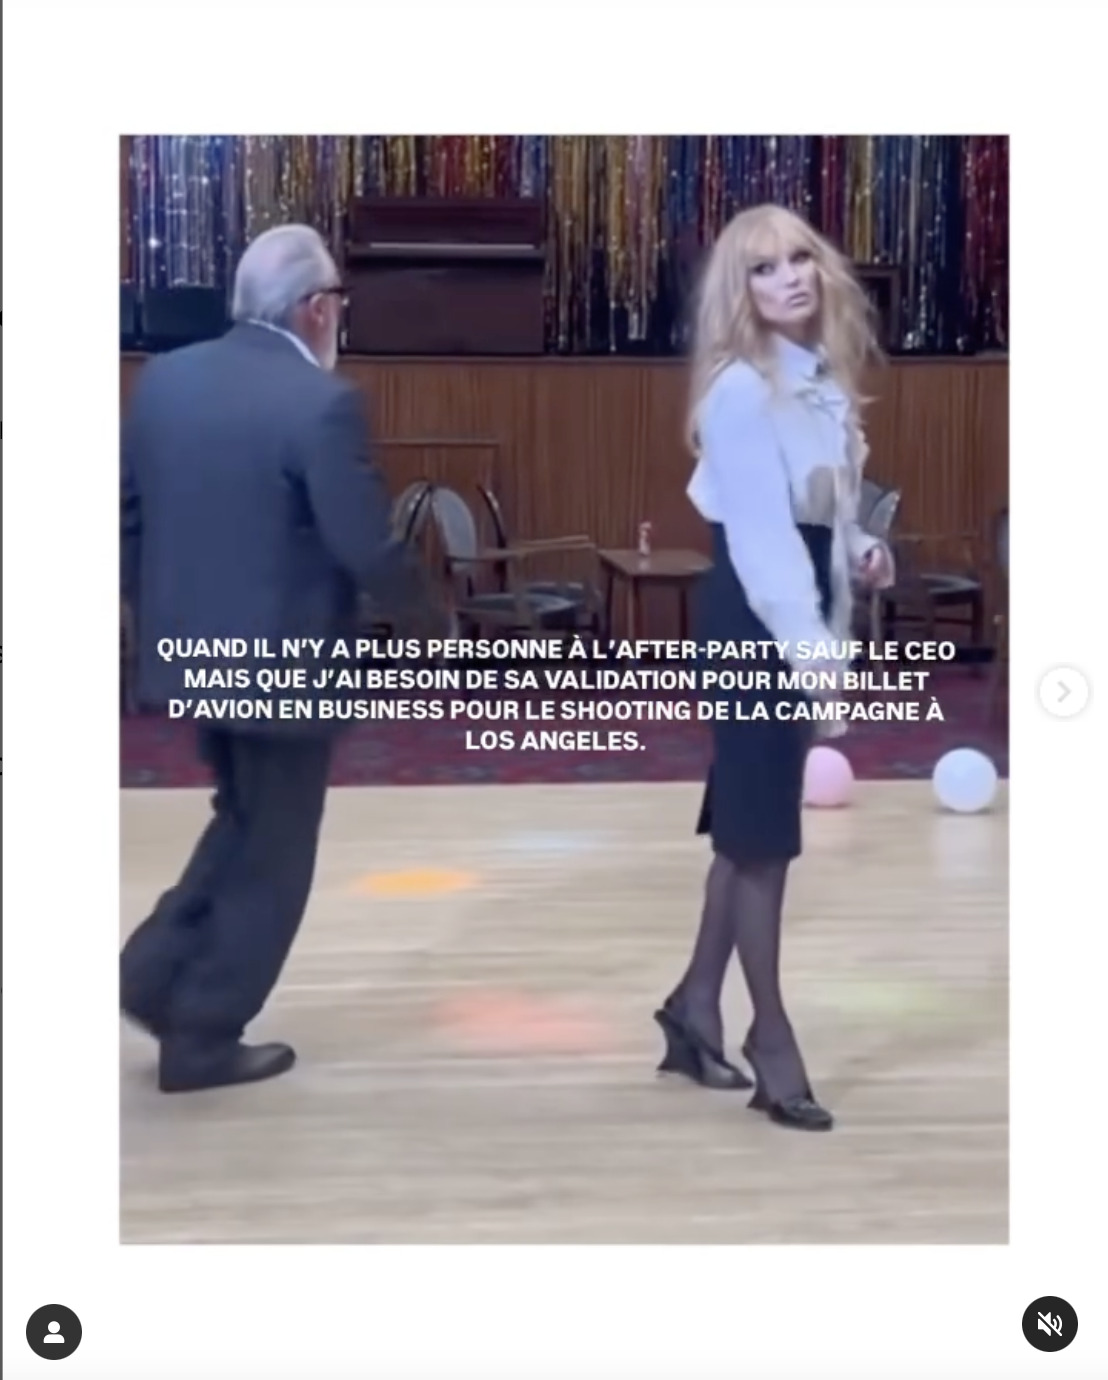 QUAND IL N'Y A PLUS PERSONNE À L'AFTER-PARTY SAUF LE CEO
MAIS QUE J'AI BESOIN DE SA VALIDATION POUR MON BILLET
D'AVION EN BUSINESS POUR LE SHOOTING DE LA CAMPAGNE À
LOS ANGELES.